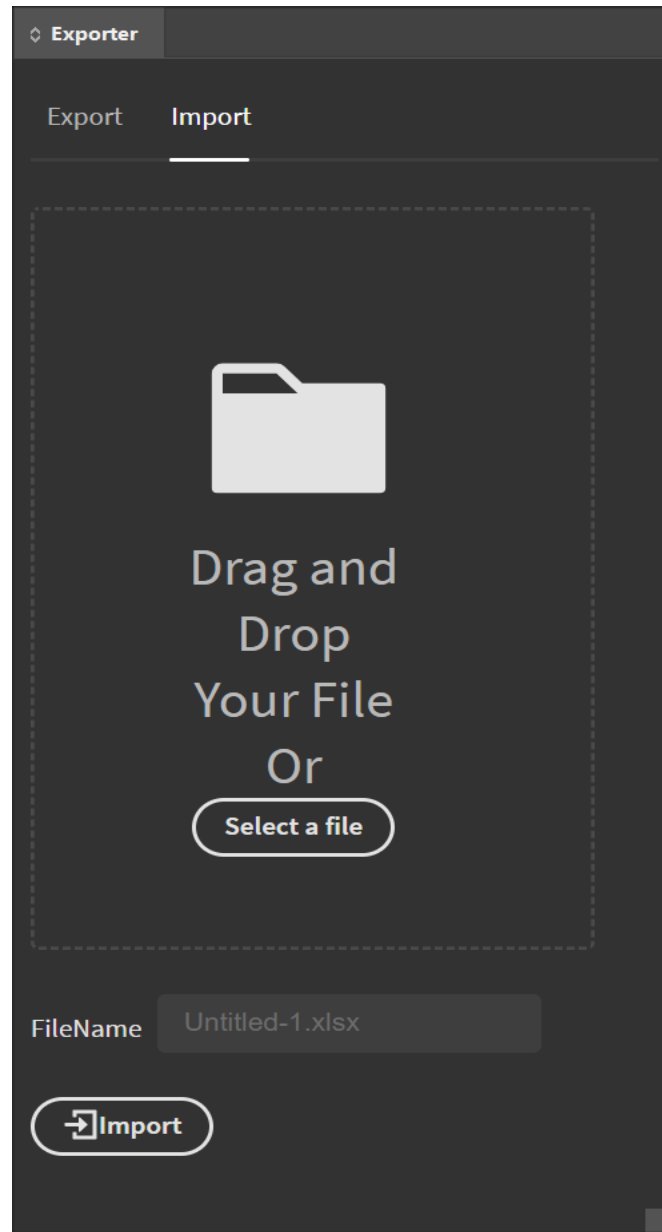 Exporter
Export Import
Drag and
Drop
Your File
Or
Select a file
FileName Untitled-1.xlsx
Import